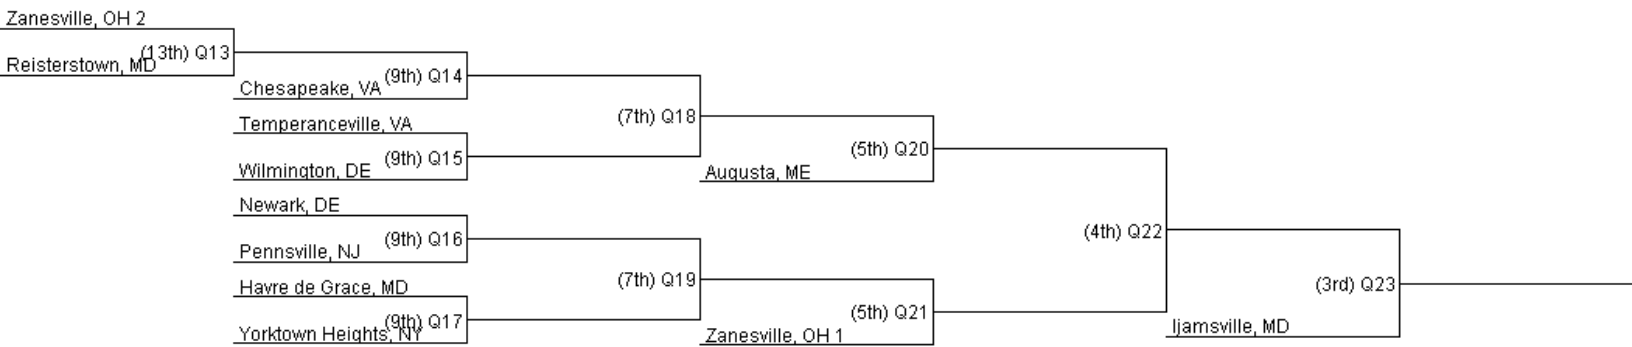 Zanesville, OH 2
(13th) Q13
Reisterstown, MD
(9th) Q14
Chesapeake, VA
Temperanceville, VA
(9th) Q15
Wilmington, DE
(7th) Q18
(5th) Q20
Augusta, ME
Newark, DE
(9th) Q16
Pennsville, NJ
Havre de Grace, MD
(9th) Q17
Yorktown Heights, NY
(7th) Q19
(5th) Q21
Zanesville, OH 1
(4th) Q22
(3rd) Q23
Ijamsville, MD